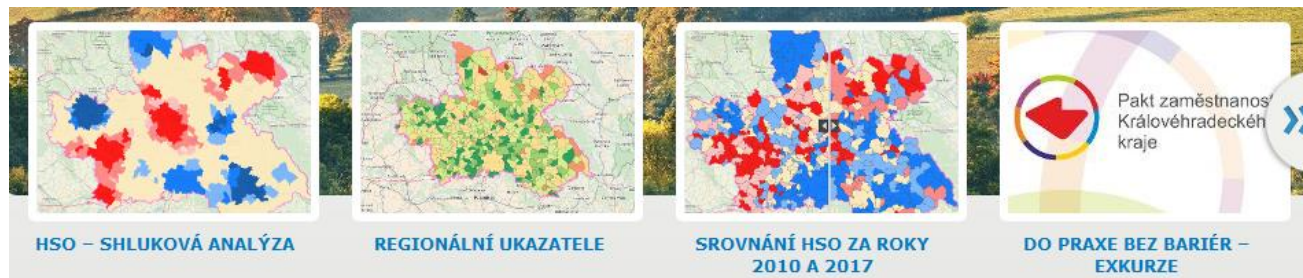 Pakt zaměstnanos
Královéhradeckéh
kraje
HSO – SHLUKOVÁ ANALÝZA
REGIONÁLNÍ UKAZATELE
SROVNÁNÍ HSO ZA ROKY
2010 A 2017
DO PRAXE BEZ BARIÉR –
EXKURZE